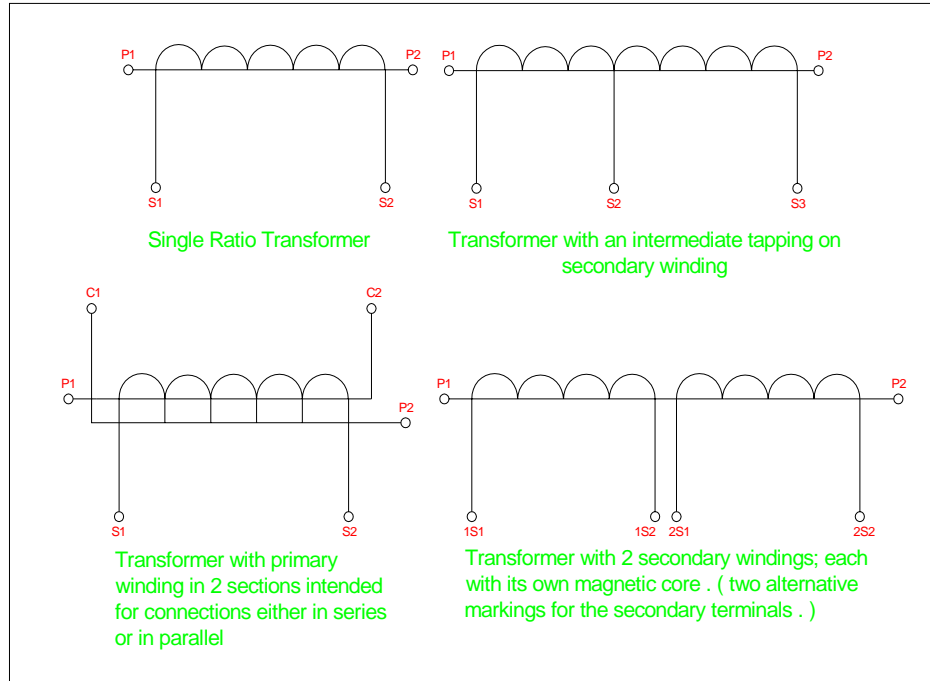 P1
P2
S1
S2
Single Ratio Transformer
P1
P2
S1
S2
S3
Transformer with an intermediate tapping on
secondary winding
C1
C2
P1
P2
S1
S2
Transformer with primary
winding in 2 sections intended
for connections either in series
or in parallel
P1
P2
1S1
1S2
2S1
2S2
Transformer with 2 secondary windings; each
with its own magnetic core . ( two alternative
markings for the secondary terminals . )